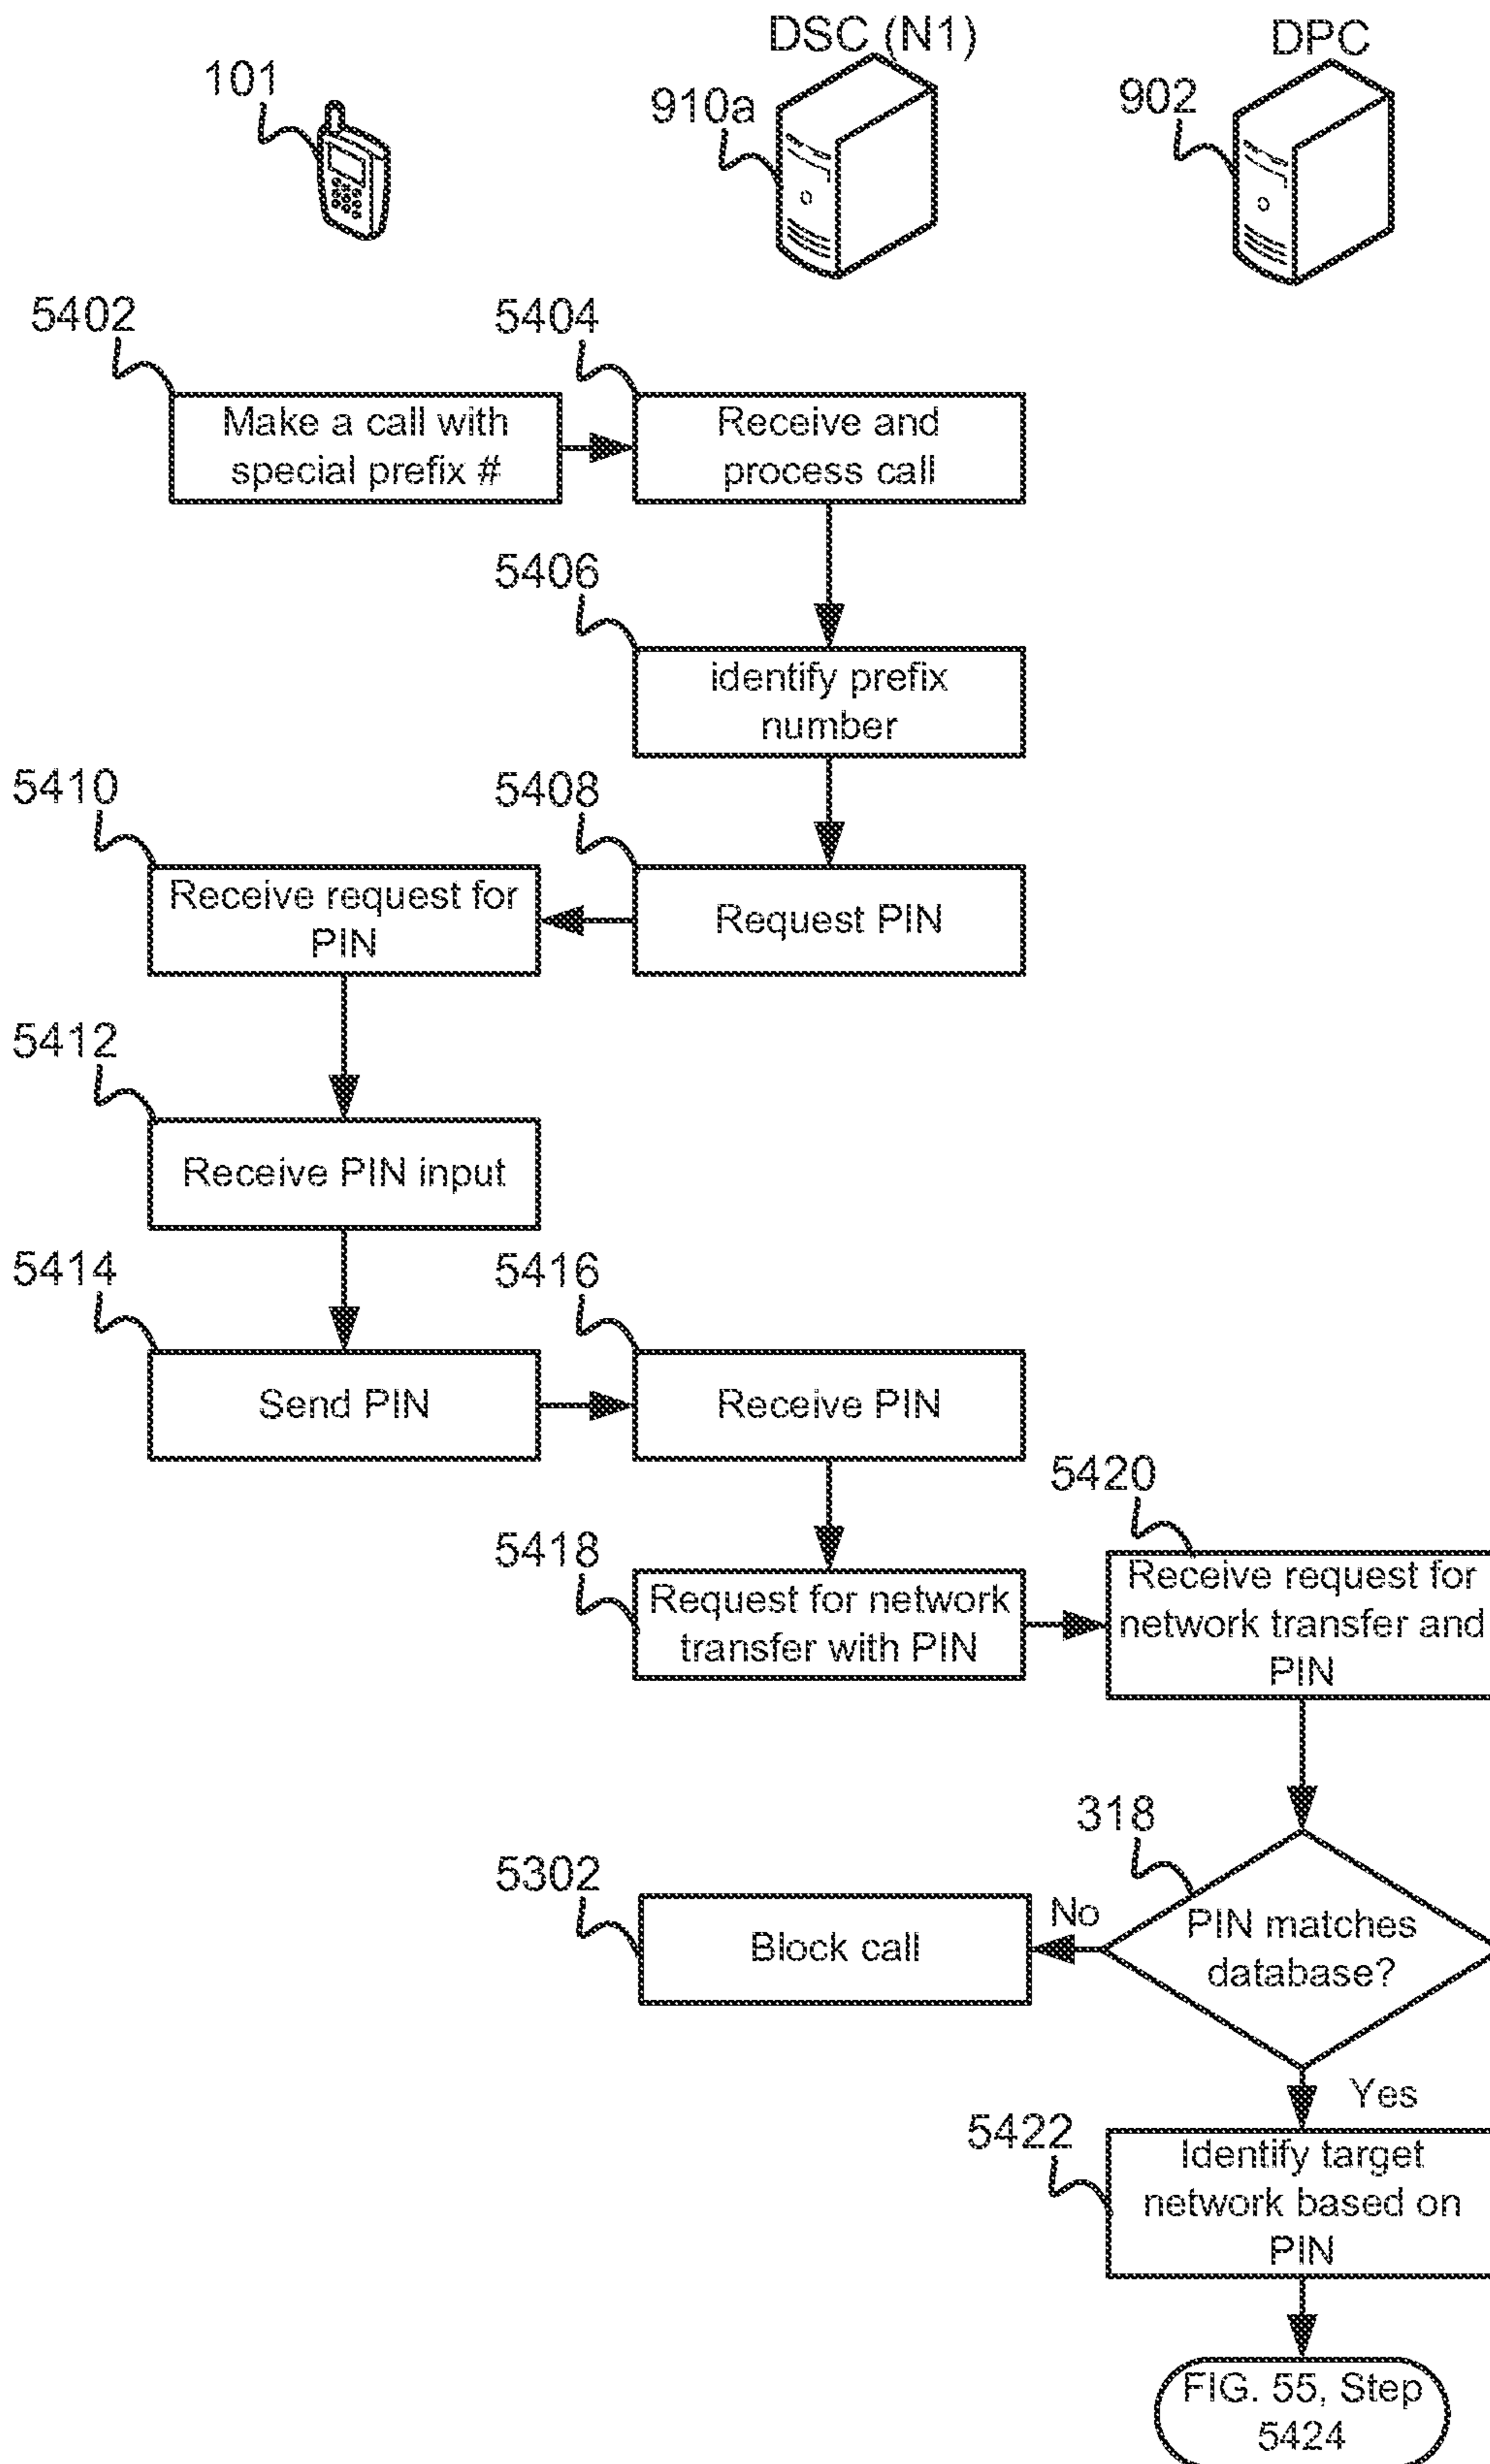 DSC (N1)
DPC
101
910a
902
5402
5404
Make a call with
special prefix #
Receive and
process call
5406
identify prefix
number
5410
5408
Receive request for
PIN
Request PIN
5412
Receive PIN input
5414
5416
Send PIN
Receive PIN
5420
5418
Request for network
transfer with PIN
Receive request for
network transfer and
PIN
318
5302
Block call
No
PIN matches
database?
Yes
5422
Identify target
network based on
PIN
FIG. 55, Step
5424